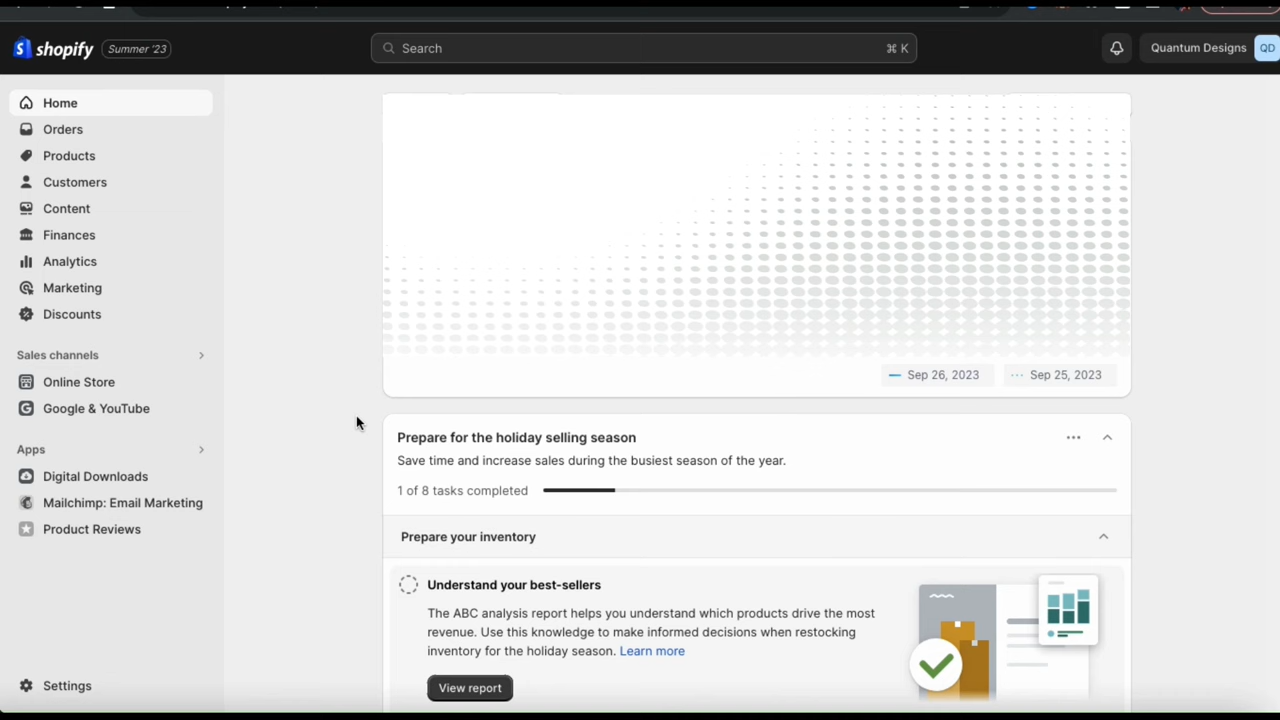 shopify Summer '23
Search ⌘ K
Quantum Designs QD
Home
Orders
Products
Customers
Content
Finances
Analytics
Marketing
Discounts
Sales channels
Online Store
Google & YouTube
Apps
Digital Downloads
Mailchimp: Email Marketing
Product Reviews
Settings
Sep 26, 2023 Sep 25, 2023
Prepare for the holiday selling season
Save time and increase sales during the busiest season of the year.
1 of 8 tasks completed
Prepare your inventory
Understand your best-sellers
The ABC analysis report helps you understand which products drive the most
revenue. Use this knowledge to make informed decisions when restocking
inventory for the holiday season. Learn more
View report